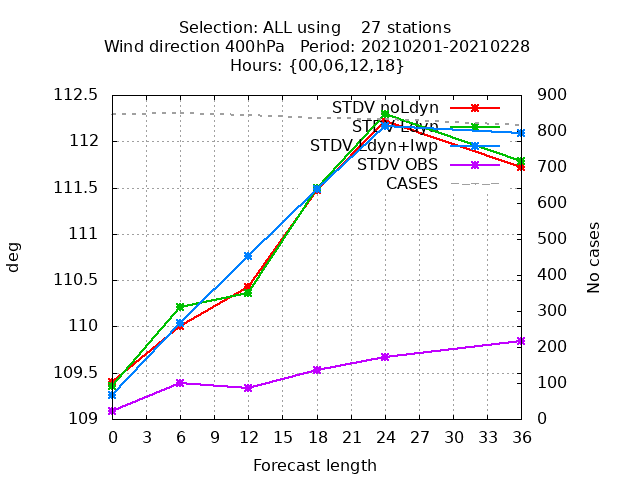 Selection: ALL using 27 stations
Wind direction 400hPa Period: 20210201-20210228
Hours: {00,06,12,18}
STDV noLdyn
STDV Ldyn
STDV Ldyn+lwp
STDV OBS
CASES
deg
112.5
112
111.5
111
110.5
110
109.5
109
900
800
700
600
500
400
300
200
100
0
No cases
0 3 6 9 12 15 18 21 24 27 30 33 36
Forecast length